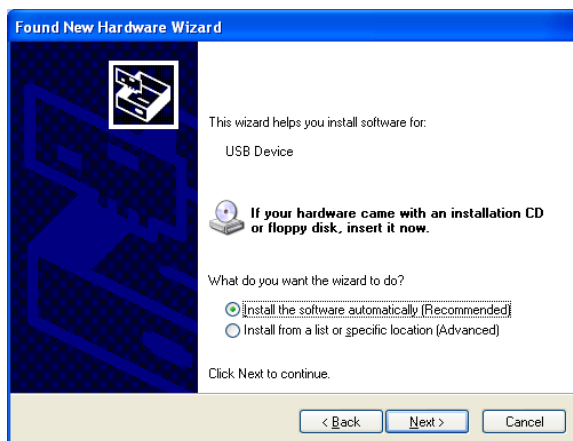 Found New Hardware Wizard
This wizard helps you install software for:
USB Device
If your hardware came with an installation CD
or floppy disk, insert it now.
What do you want the wizard to do?
Install the software automatically (Recommended)
Install from a list or specific location (Advanced)
Click Next to continue.
< Back Next > Cancel